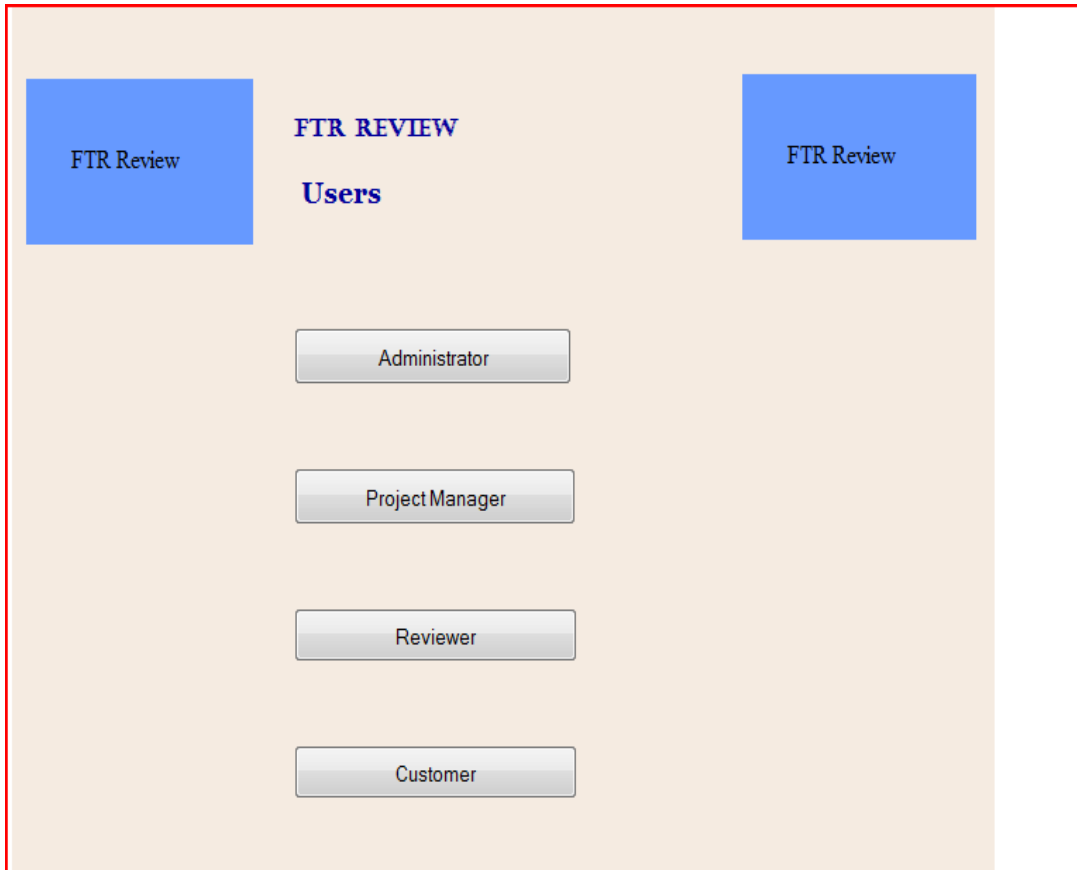 FTR REVIEW
FTR Review
FTR Review
Users
Administrator
Project Manager
Reviewer
Customer